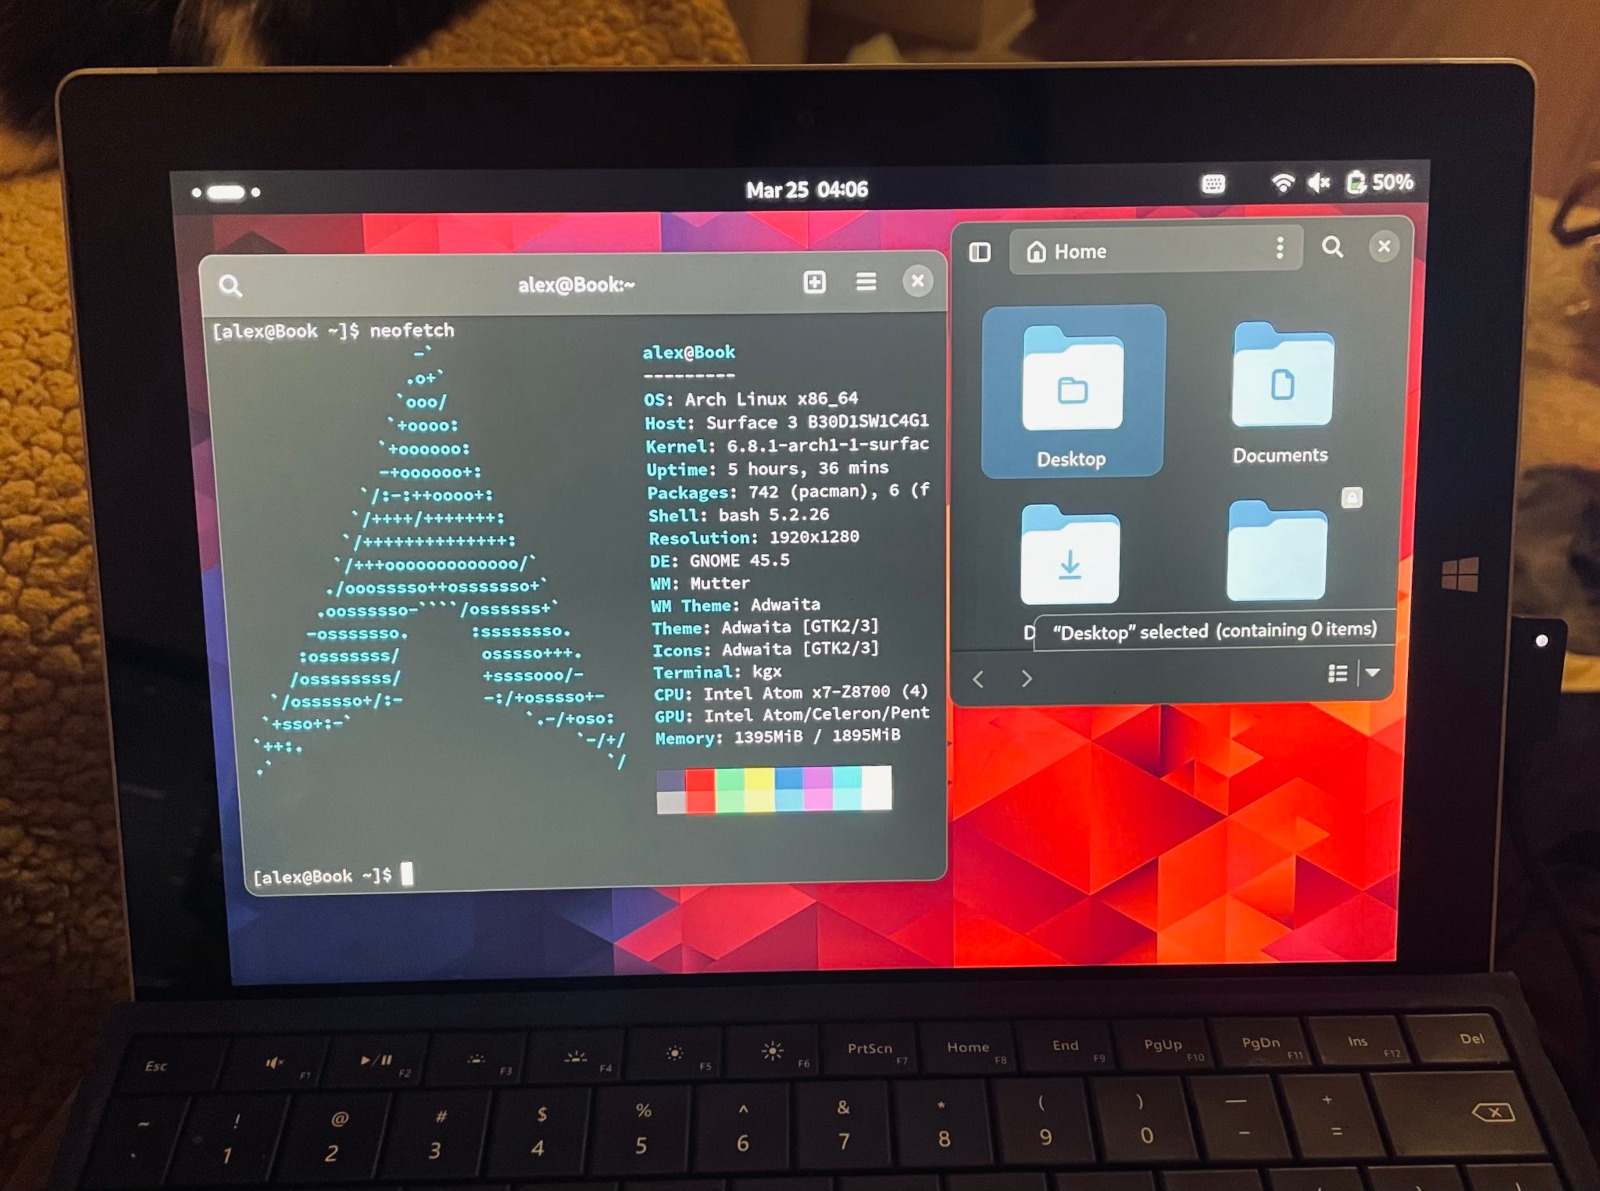 Mar 25 04:06
50%
alex@Book:~
[alex@Book ~]$ neofetch
-`
.o+`
`ooo/
`+oooo:
`+oooooo:
-+oooooo+:
`/:-:++oooo+:
`/++++/+++++++:
`/++++++++++++++:
`/+++ooooooooooooo/`
./ooosssso++osssssso+`
.oossssso-````/ossssss+`
-osssssso. :ssssssso.
:osssssss/ osssso+++.
/ossssssss/ +ssssooo/-
`/ossssso+/:- -:/+osssso+-
`+sso+:-` `.-/+oso:
`++:. `-/+/
.` `/
alex@Book
---------
OS: Arch Linux x86_64
Host: Surface 3 B30D1SW1C4G1
Kernel: 6.8.1-arch1-1-surfac
Uptime: 5 hours, 36 mins
Packages: 742 (pacman), 6 (f
Shell: bash 5.2.26
Resolution: 1920x1280
DE: GNOME 45.5
WM: Mutter
WM Theme: Adwaita
Theme: Adwaita [GTK2/3]
Icons: Adwaita [GTK2/3]
Terminal: kgx
CPU: Intel Atom x7-Z8700 (4)
GPU: Intel Atom/Celeron/Pent
Memory: 1395MiB / 1895MiB
[alex@Book ~]$
Home
Desktop
Documents
D
“Desktop” selected (containing 0 items)
Esc F1 F2 F3 F4 F5 F6 PrtScn F7 Home F8 End F9 PgUp F10 PgDn F11 Ins F12 Del
~ ! @ # $ % ^ & * ( ) — +
` 1 2 3 4 5 6 7 8 9 0 - =